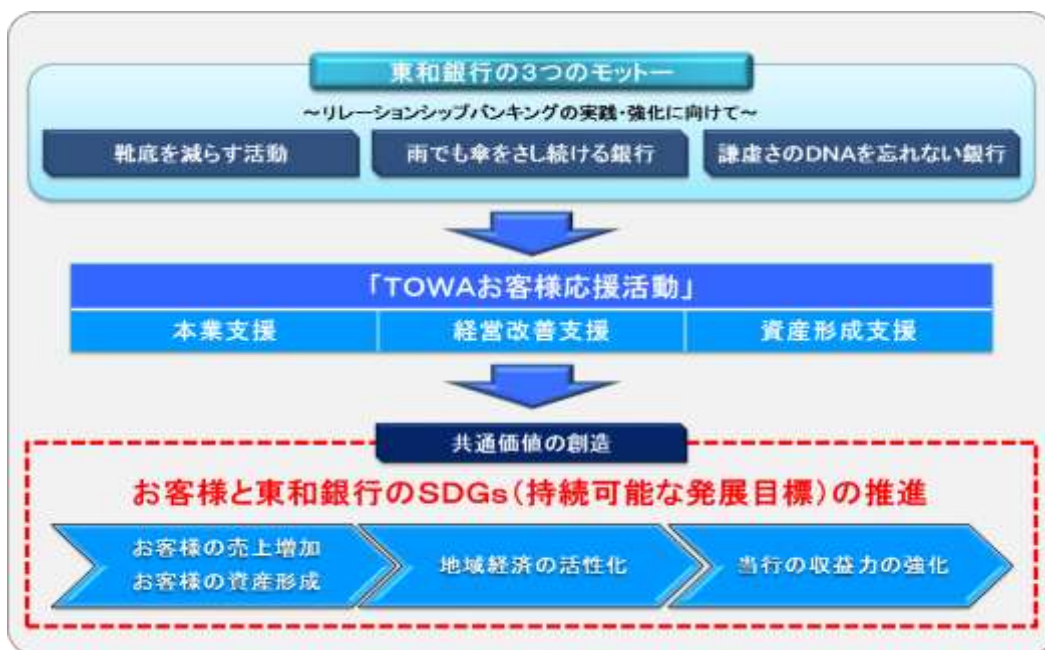 東和銀行の3つのモットー
~リレーションシップバンキングの実践・強化に向けて~
靴底を減らす活動
雨でも傘をさし続ける銀行
謙虚さのDNAを忘れない銀行
「TOWAお客様応援活動」
本業支援
経営改善支援
資産形成支援
共通価値の創造
お客様と東和銀行のSDGs(持続可能な発展目標)の推進
お客様の売上増加
お客様の資産形成
地域経済の活性化
当行の収益力の強化